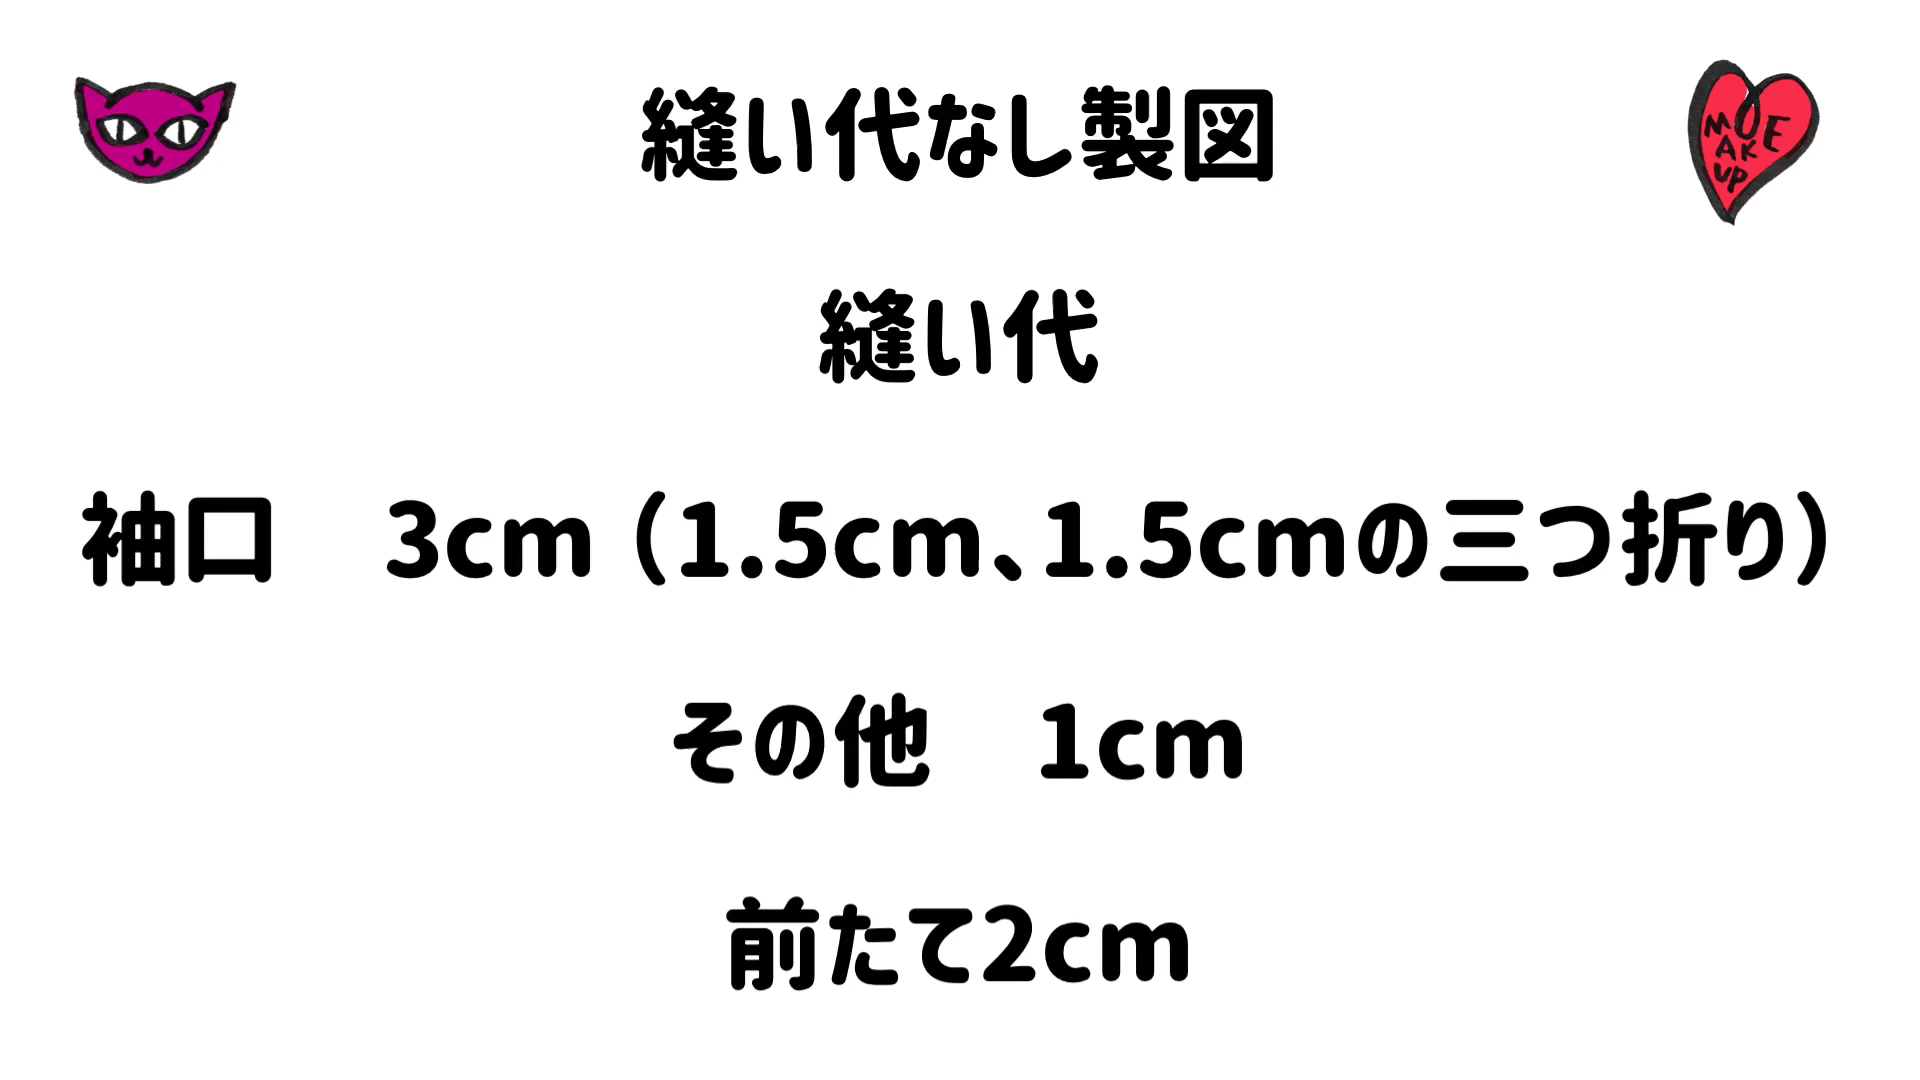 縫い代なし製図
MOE
AK
UP
縫い代
袖口　3cm（1.5cm、1.5cmの三つ折り）
その他　1cm
前たて2cm